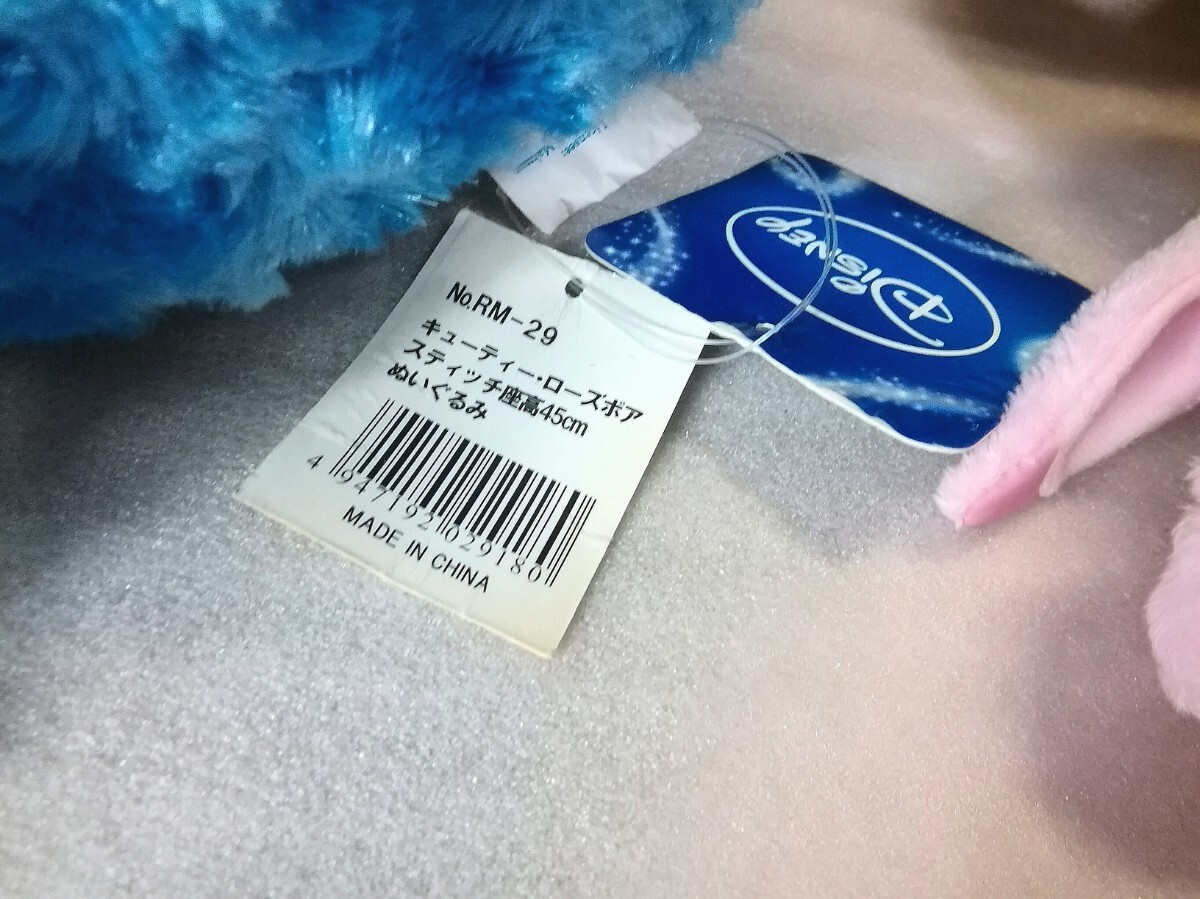 No.RM-29
キューティー・ローズボア
スティッチ座高45cm
ぬいぐるみ
4 947192 029180
MADE IN CHINA
Disney